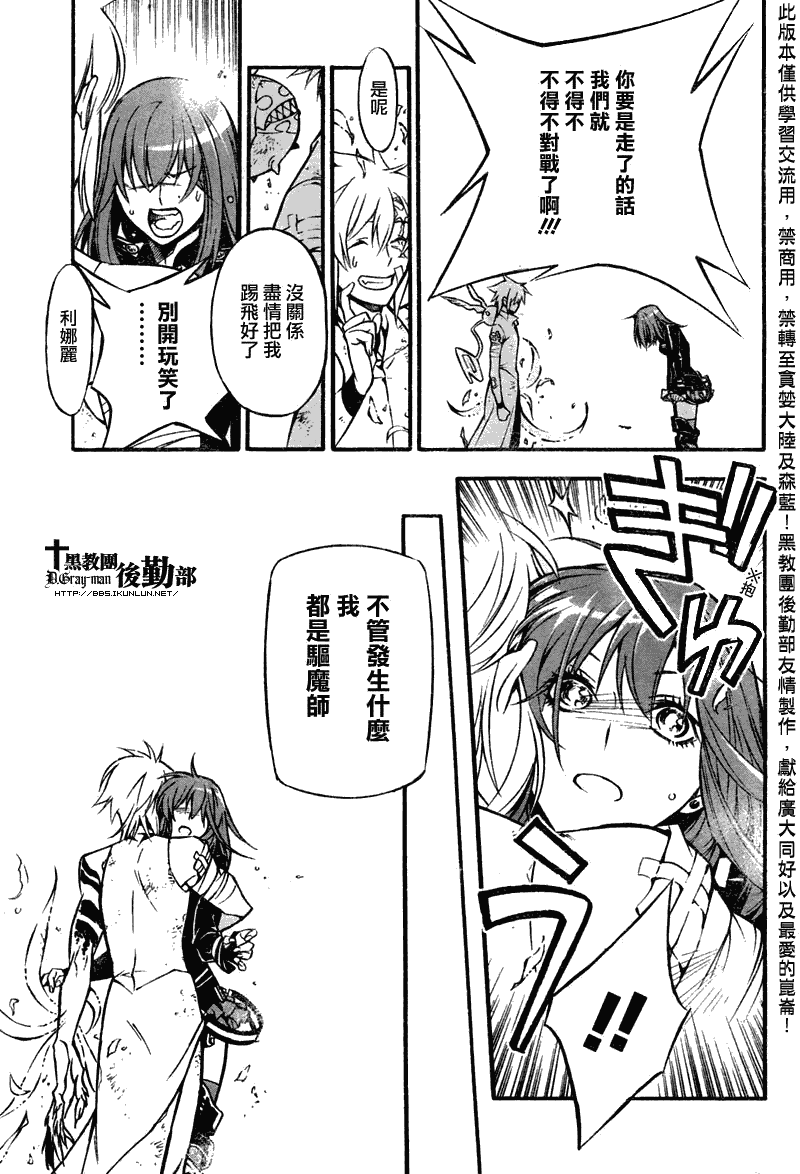 你要是走了的話
我們就
不得不
不得不對戰了啊!!!
是呢
沒關係
盡情把我
踢飛好了
別開玩笑了
………
利娜麗
ぎゅっ
※抱
!!
不管發生什麼
我
都是驅魔師
黑教團
D.Gray-man 後勤部
HTTP://BBS.IKUNLUN.NET/
此版本僅供學習交流用，禁商用，禁轉至貪婪大陸及森藍！黑教團後勤部友情製作，獻給廣大同好以及最愛的崑崙！